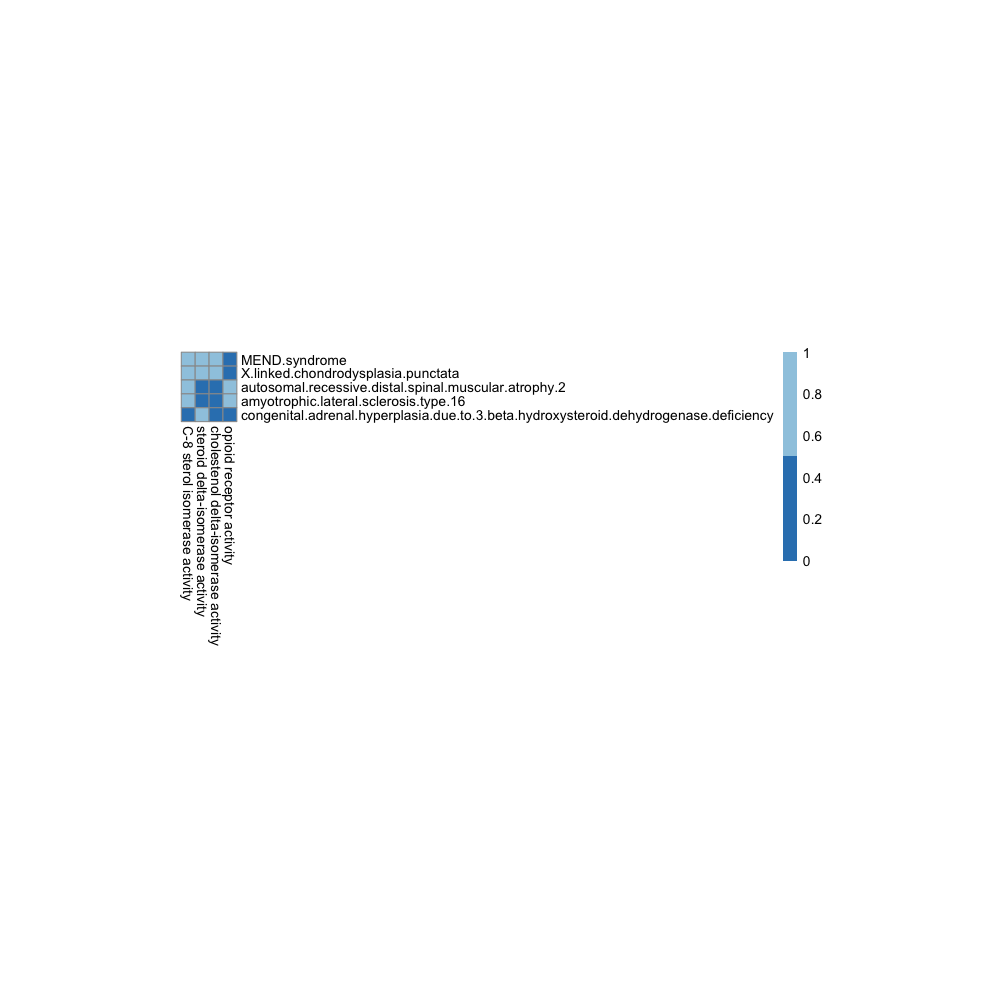 MEND.syndrome
X.linked.chondrodysplasia.punctata
autosomal.recessive.distal.spinal.muscular.atrophy.2
amyotrophic.lateral.sclerosis.type.16
congenital.adrenal.hyperplasia.due.to.3.beta.hydroxysteroid.dehydrogenase.deficiency
C-8 sterol isomerase activity
steroid delta-isomerase activity
cholestenol delta-isomerase activity
opioid receptor activity
1
0.8
0.6
0.4
0.2
0